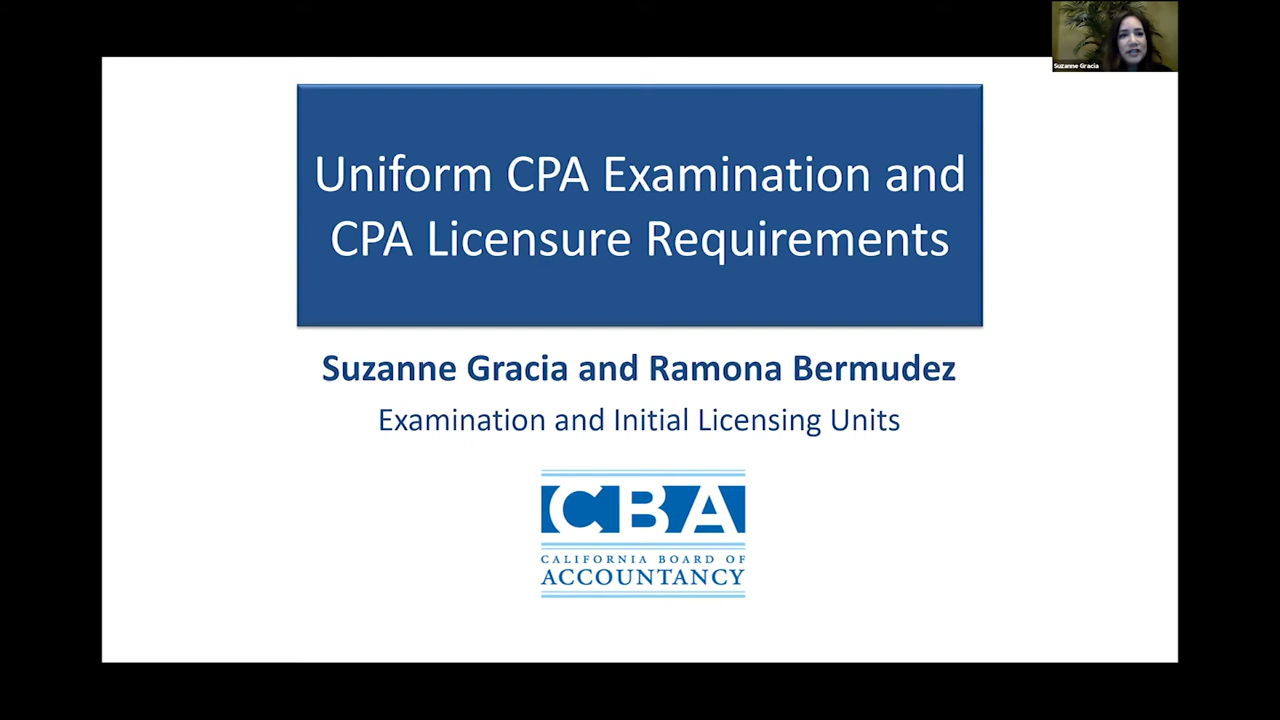 Suzanne Gracia
Uniform CPA Examination and
CPA Licensure Requirements
Suzanne Gracia and Ramona Bermudez
Examination and Initial Licensing Units
CBA
CALIFORNIA BOARD OF
ACCOUNTANCY